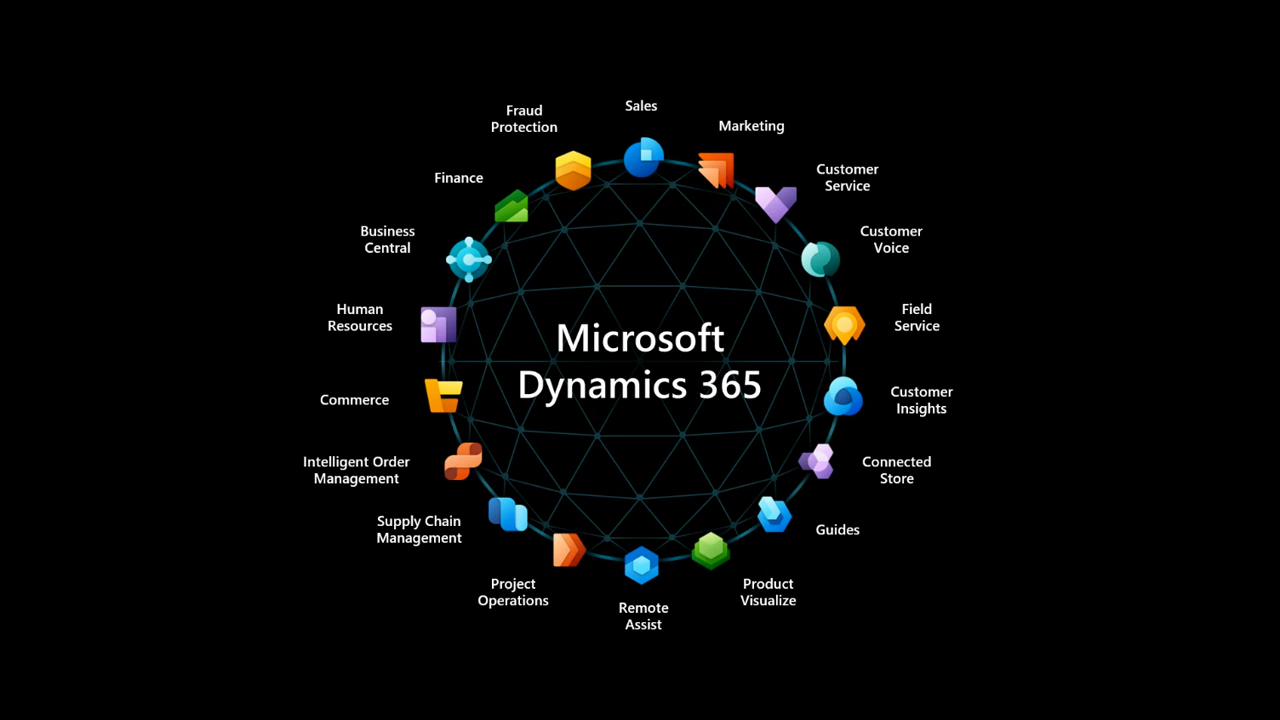 Sales
Marketing
Customer
Service
Customer
Voice
Field
Service
Customer
Insights
Connected
Store
Guides
Product
Visualize
Remote
Assist
Project
Operations
Supply Chain
Management
Intelligent Order
Management
Commerce
Human
Resources
Business
Central
Finance
Fraud
Protection
Microsoft
Dynamics 365